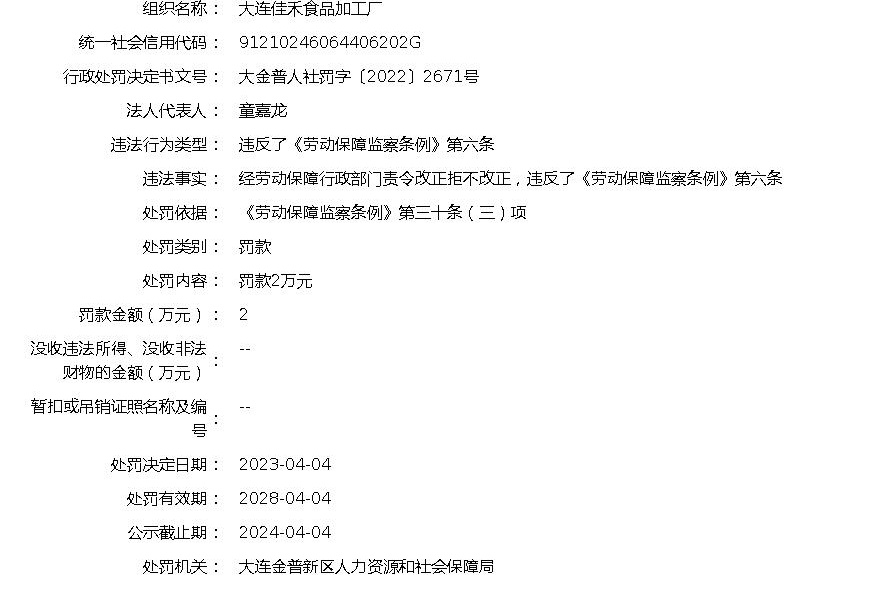 组织名称： 大连佳禾食品加工厂
统一社会信用代码： 91210246064406202G
行政处罚决定书文号： 大金普人社罚字〔2022〕2671号
法人代表人： 童嘉龙
违法行为类型： 违反了《劳动保障监察条例》第六条
违法事实： 经劳动保障行政部门责令改正拒不改正，违反了《劳动保障监察条例》第六条
处罚依据： 《劳动保障监察条例》第三十条（三）项
处罚类别： 罚款
处罚内容： 罚款2万元
罚款金额（万元）： 2
没收违法所得、没收非法
财物的金额（万元）： --
暂扣或吊销证照名称及编
号： --
处罚决定日期： 2023-04-04
处罚有效期： 2028-04-04
公示截止期： 2024-04-04
处罚机关： 大连金普新区人力资源和社会保障局